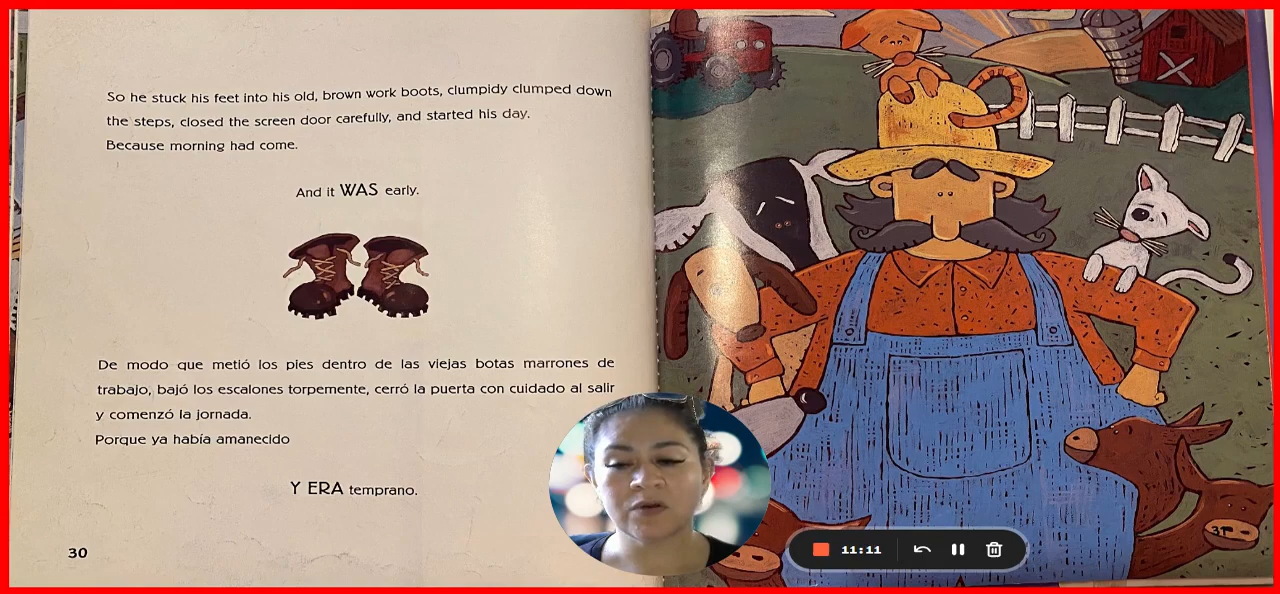 So he stuck his feet into his old, brown work boots, clumpidy clumped down
the steps, closed the screen door carefully, and started his day.
Because morning had come.
And it WAS early.
De modo que metió los pies dentro de las viejas botas marrones de
trabajo, bajó los escalones torpemente, cerró la puerta con cuidado al salir
y comenzó la jornada.
Porque ya había amanecido
Y ERA temprano.
30
11:11